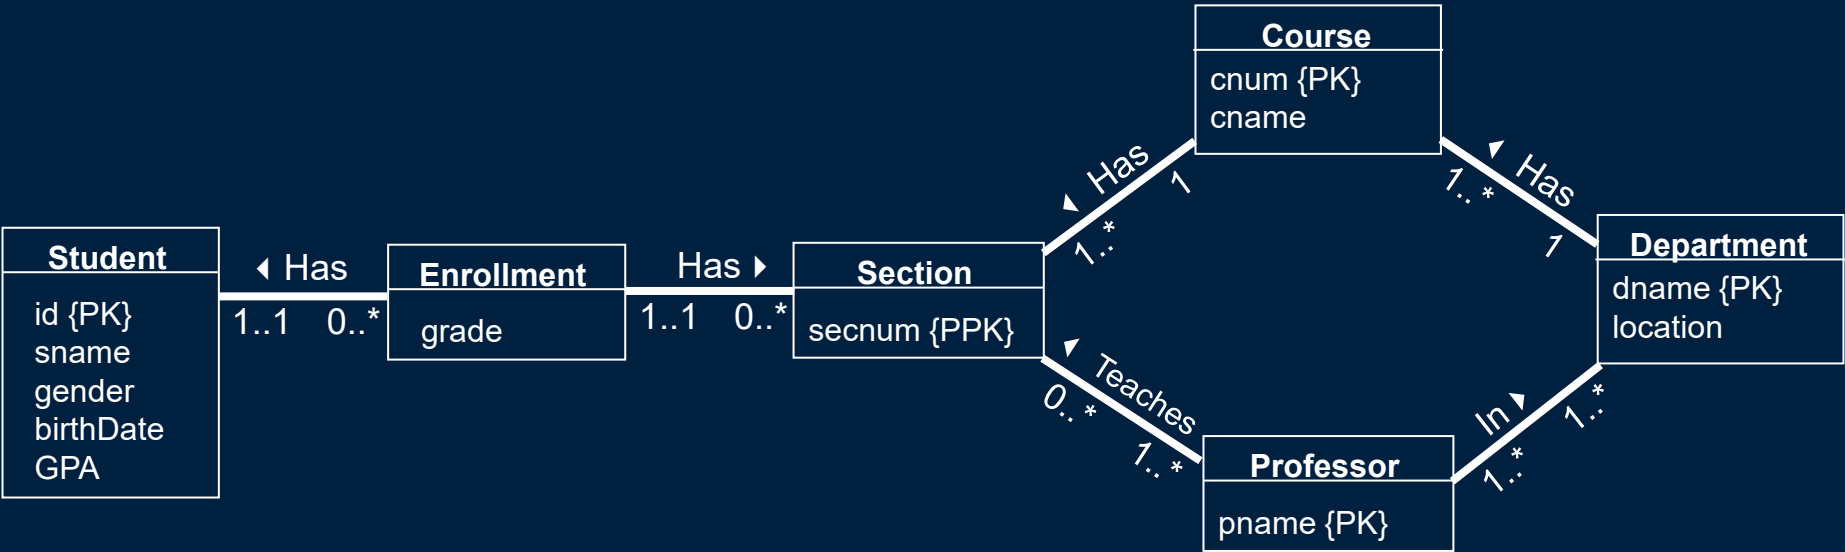 Course
cnum {PK}
cname
Has
1
1..*
Has
1..*
1
Student
id {PK}
sname
gender
birthDate
GPA
Has
1..1 0..*
Enrollment
grade
Has
1..1 0..*
Section
secnum {PPK}
Department
dname {PK}
location
Teaches
0..*
1..*
In
1..*
1..*
Professor
pname {PK}